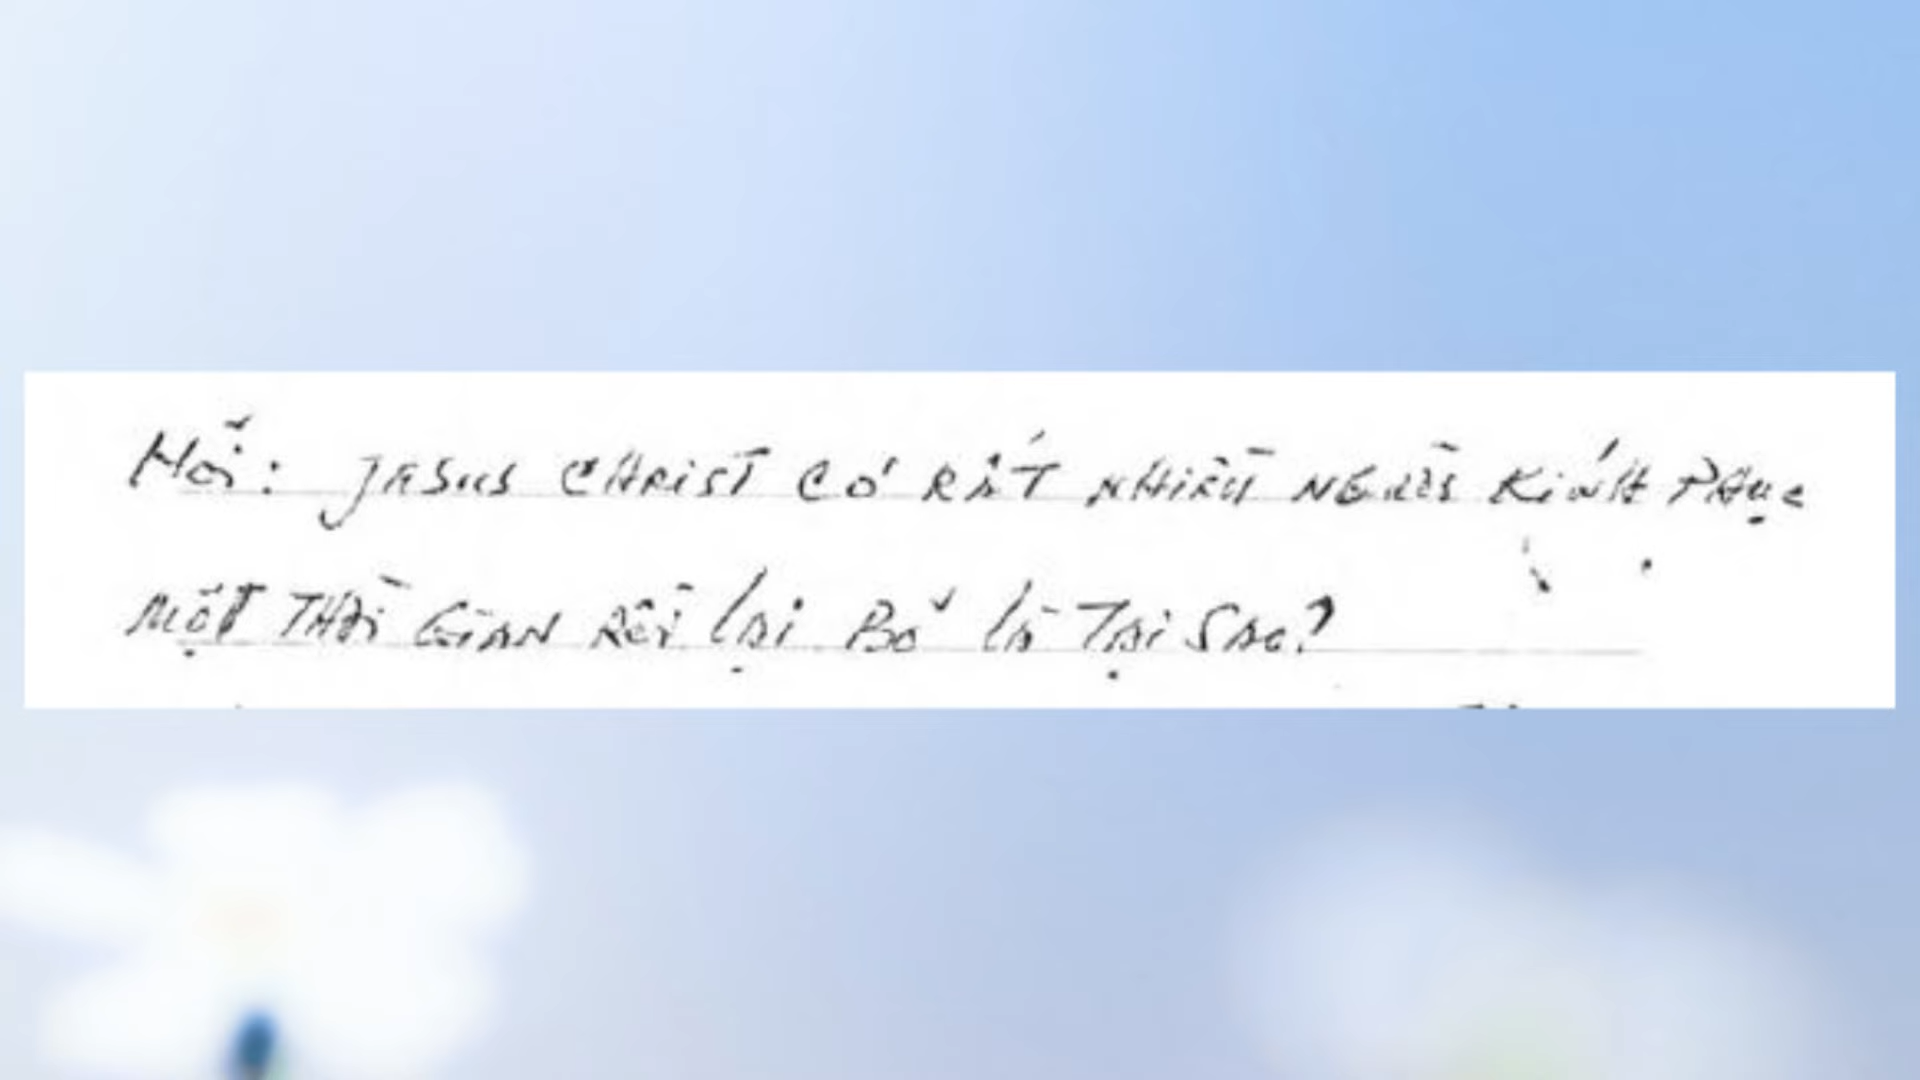 Hỏi: JESUS CHRIST CÓ RẤT NHIỀU NGƯỜI KÍNH PHỤC
MỘT THỜI GIAN RỒI LẠI BỎ LÀ TẠI SAO?